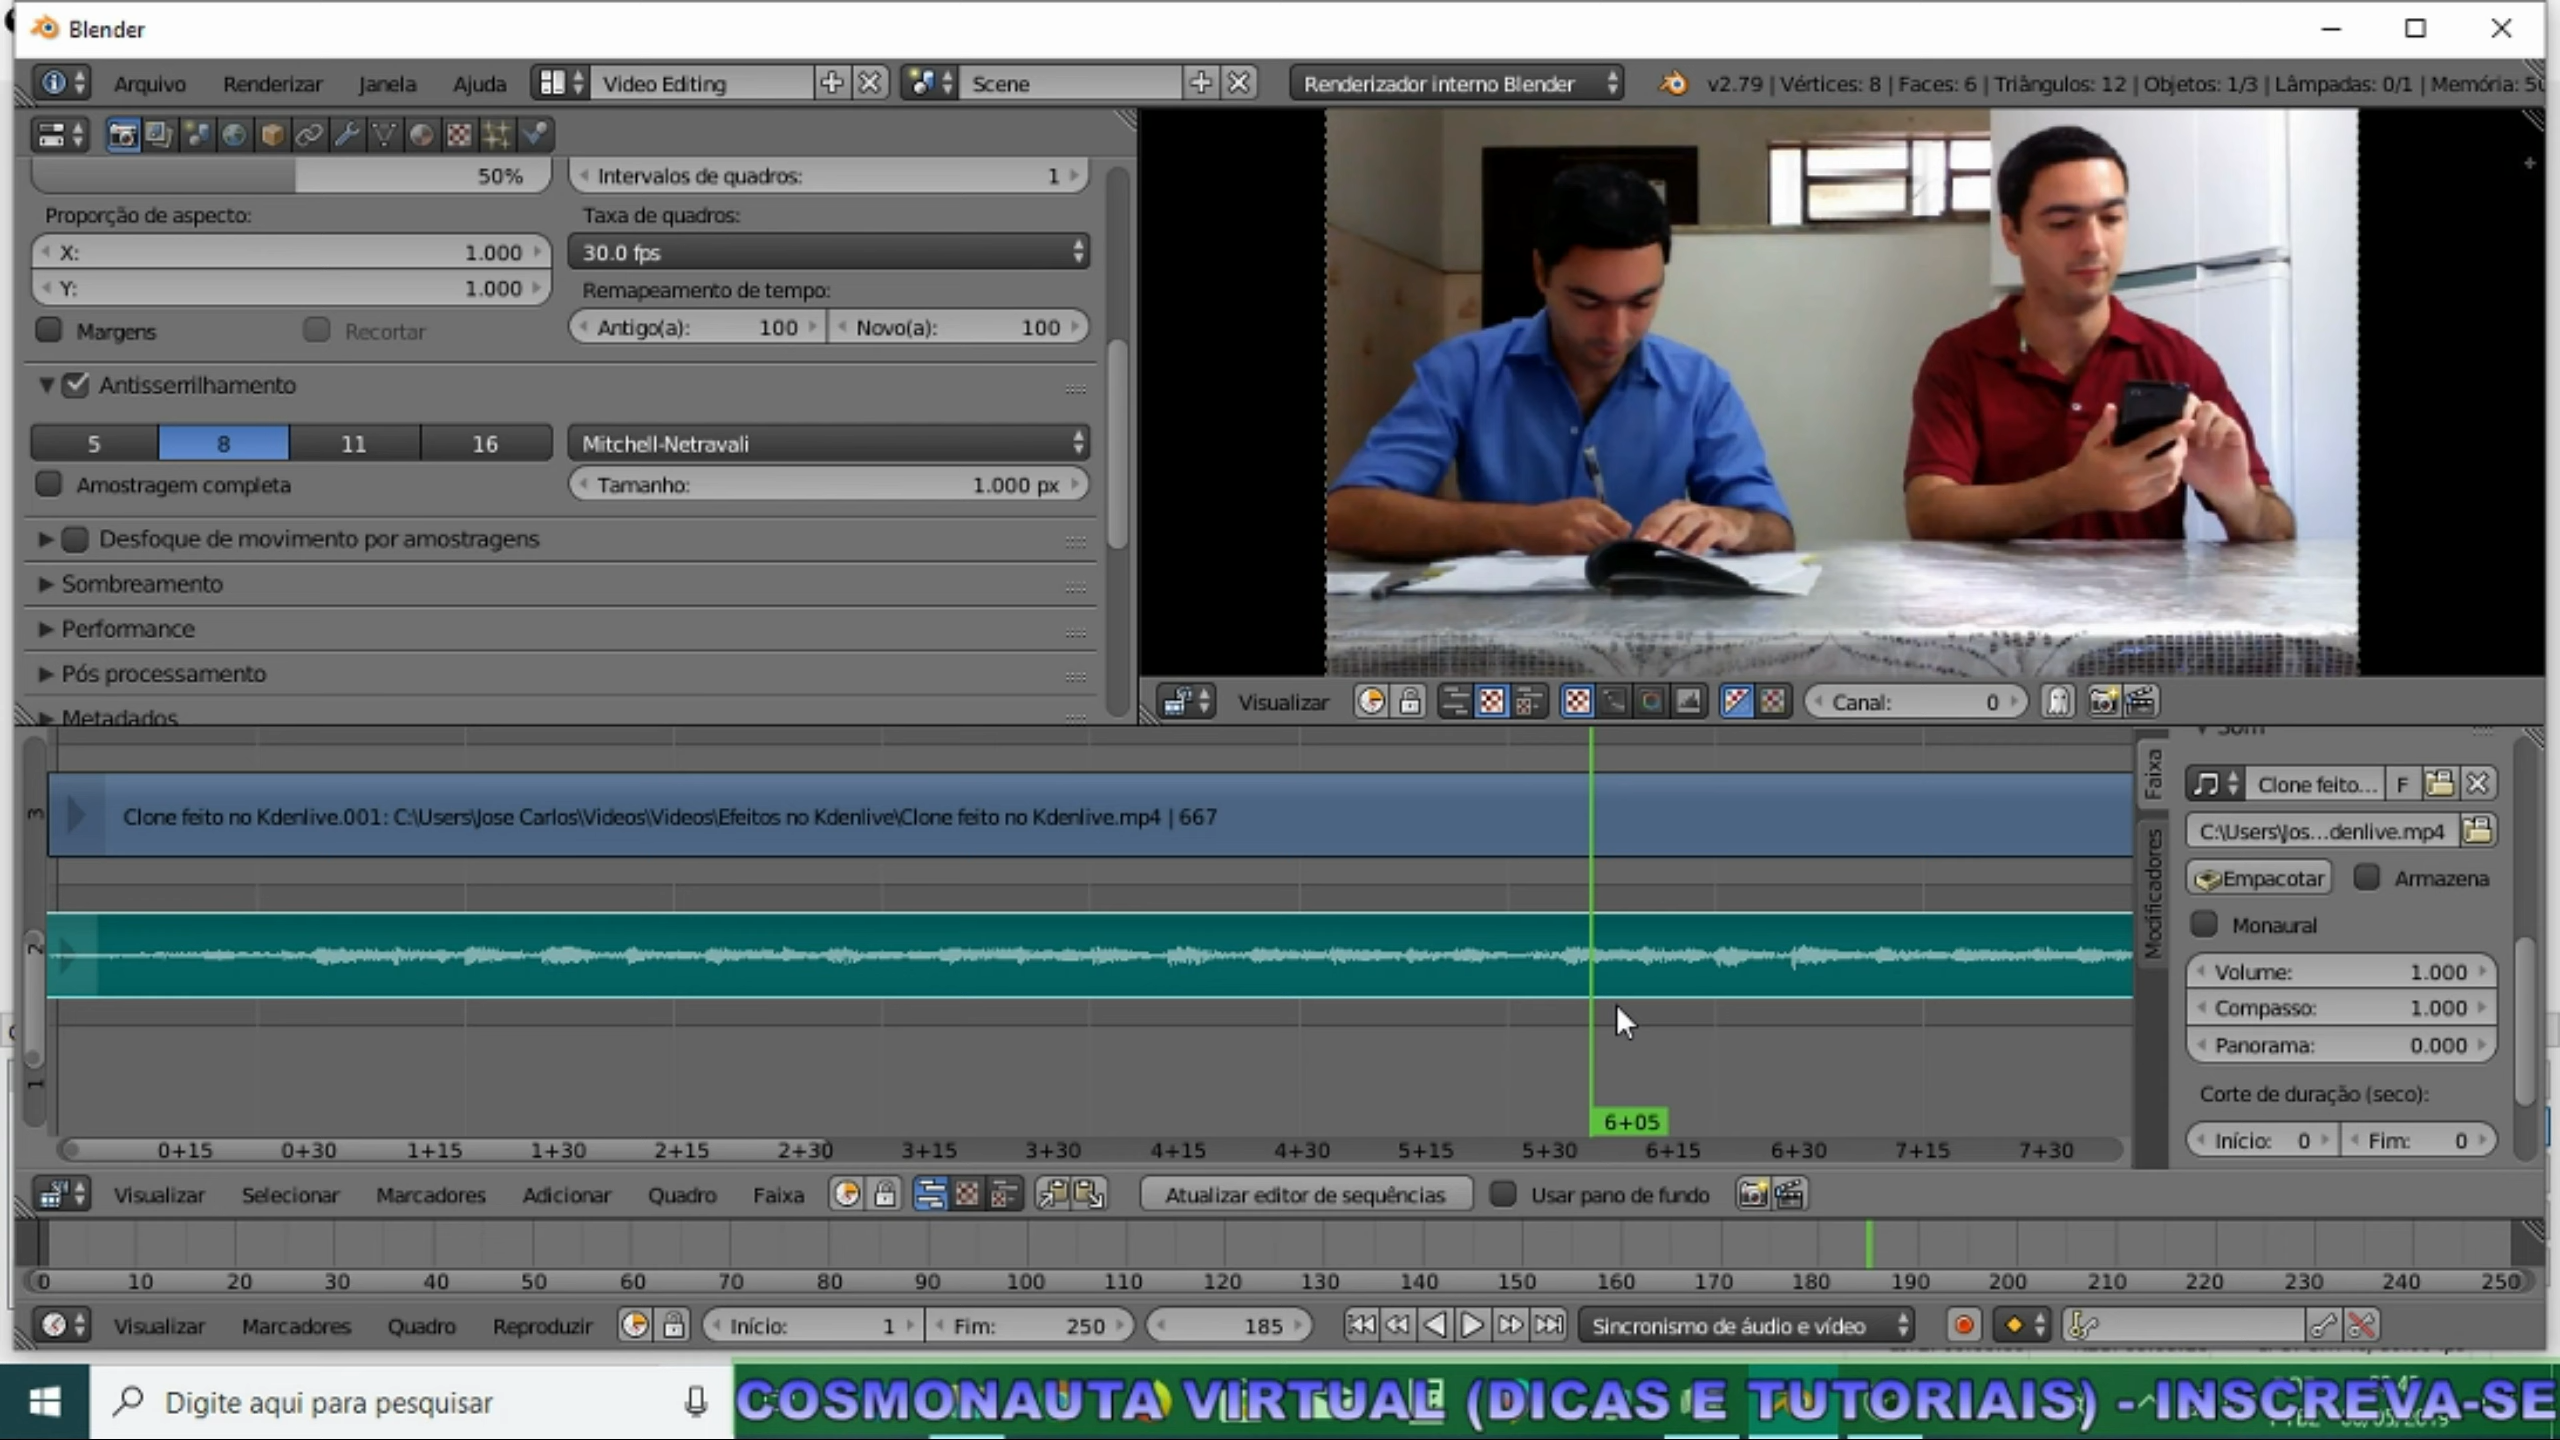 Blender
Arquivo Renderizar Janela Ajuda Video Editing Scene Renderizador interno Blender v2.79 | Vértices: 8 | Faces: 6 | Triângulos: 12 | Objetos: 1/3 | Lâmpadas: 0/1 | Memória:
50% Intervalos de quadros: 1
Proporção de aspecto: Taxa de quadros:
X: 1.000 30.0 fps
Y: 1.000 Remapeamento de tempo:
Margens Recortar Antigo(a): 100 Novo(a): 100
Antisserrilhamento
5 8 11 16 Mitchell-Netravali
Amostragem completa Tamanho: 1.000 px
Desfoque de movimento por amostragens
Sombreamento
Performance
Pós processamento
Metadados
Visualizar Canal: 0
Som
Faixa
Modificadores
Clone feito... F
C:\Users\Jos...denlive.mp4
Empacotar Armazena
Monaural
Volume: 1.000
Compasso: 1.000
Panorama: 0.000
Corte de duração (seco):
Início: 0 Fim: 0
3 Clone feito no Kdenlive.001: C:\Users\Jose Carlos\Videos\Videos\Efeitos no Kdenlive\Clone feito no Kdenlive.mp4 | 667
2
1
6+05
0+15 0+30 1+15 1+30 2+15 2+30 3+15 3+30 4+15 4+30 5+15 5+30 6+15 6+30 7+15 7+30
Visualizar Selecionar Marcadores Adicionar Quadro Faixa Atualizar editor de sequências Usar pano de fundo
0 10 20 30 40 50 60 70 80 90 100 110 120 130 140 150 160 170 180 190 200 210 220 230 240 250
Visualizar Marcadores Quadro Reproduzir Início: 1 Fim: 250 185 Sincronismo de áudio e vídeo
Digite aqui para pesquisar
COSMONAUTA VIRTUAL (DICAS E TUTORIAIS) - INSCREVA-SE